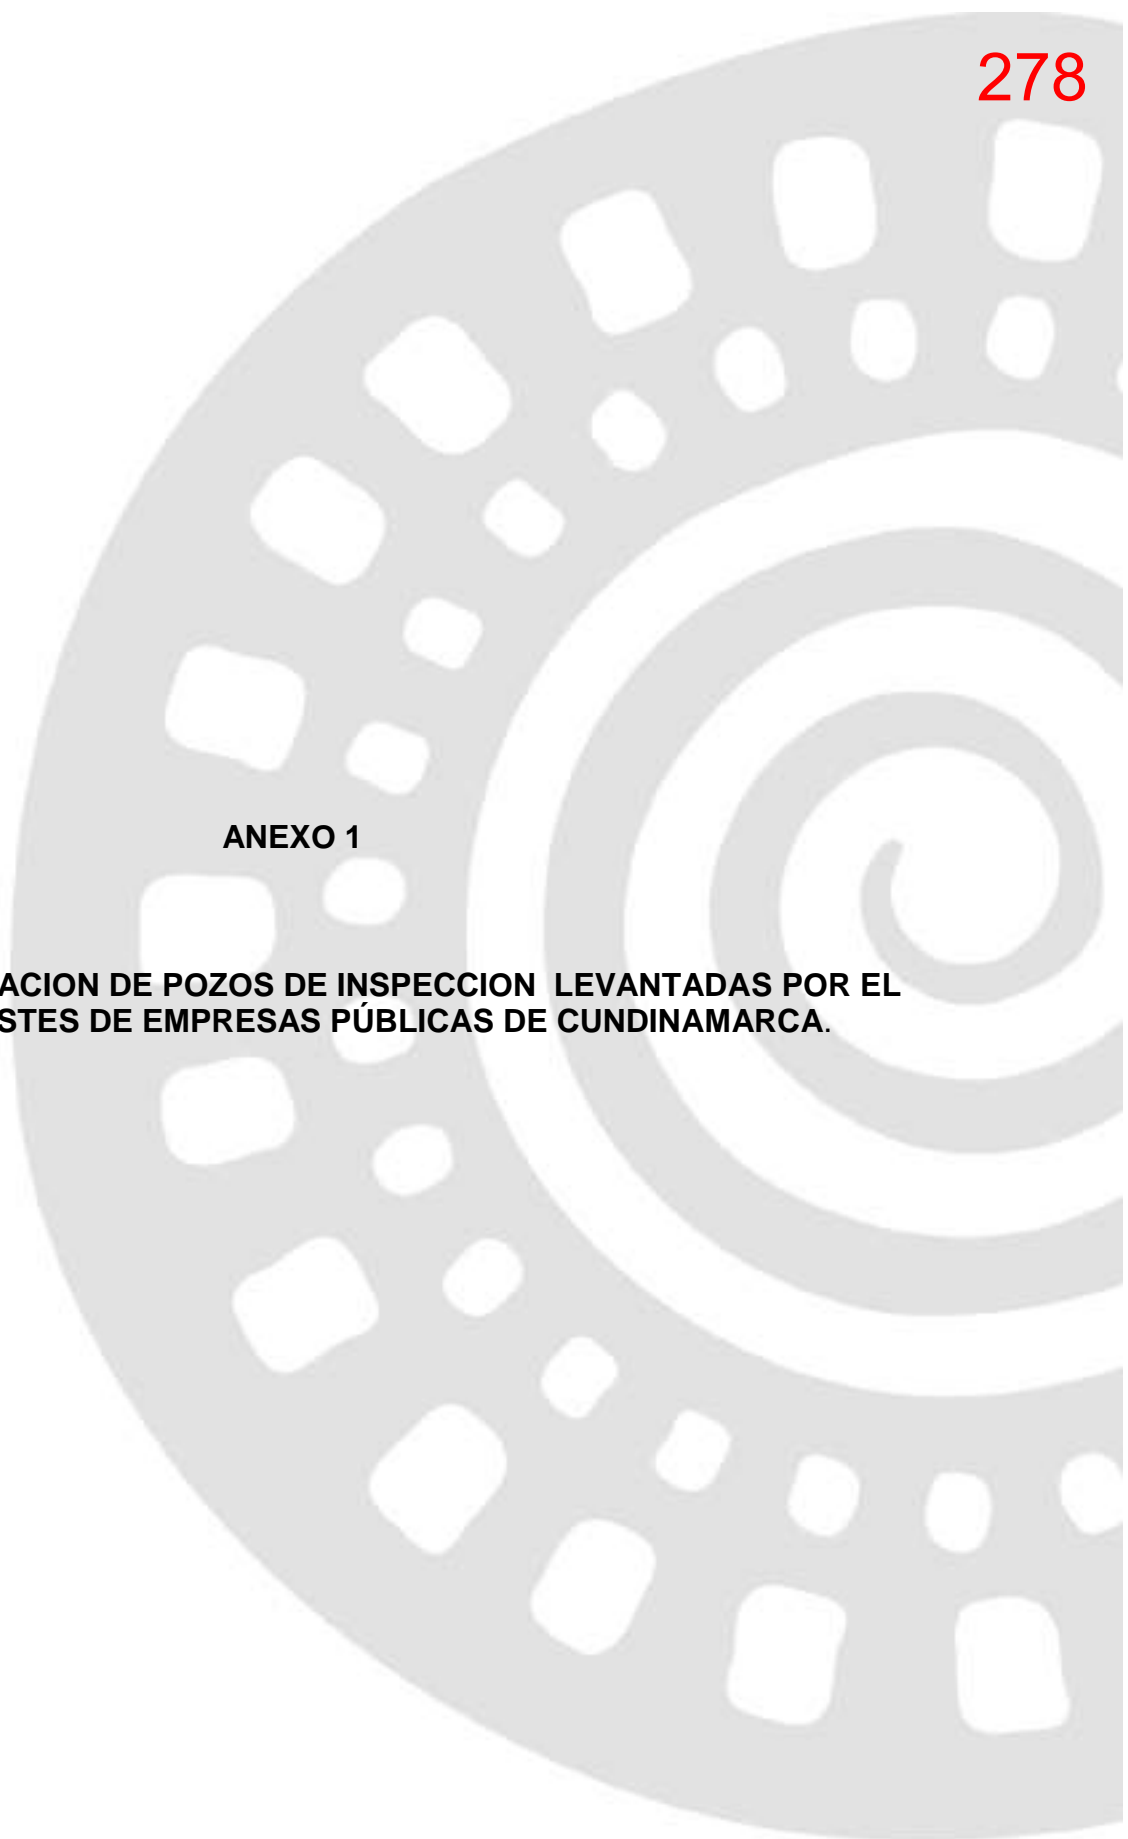 278
ANEXO 1
ACION DE POZOS DE INSPECCION  LEVANTADAS POR EL
STES DE EMPRESAS PÚBLICAS DE CUNDINAMARCA.